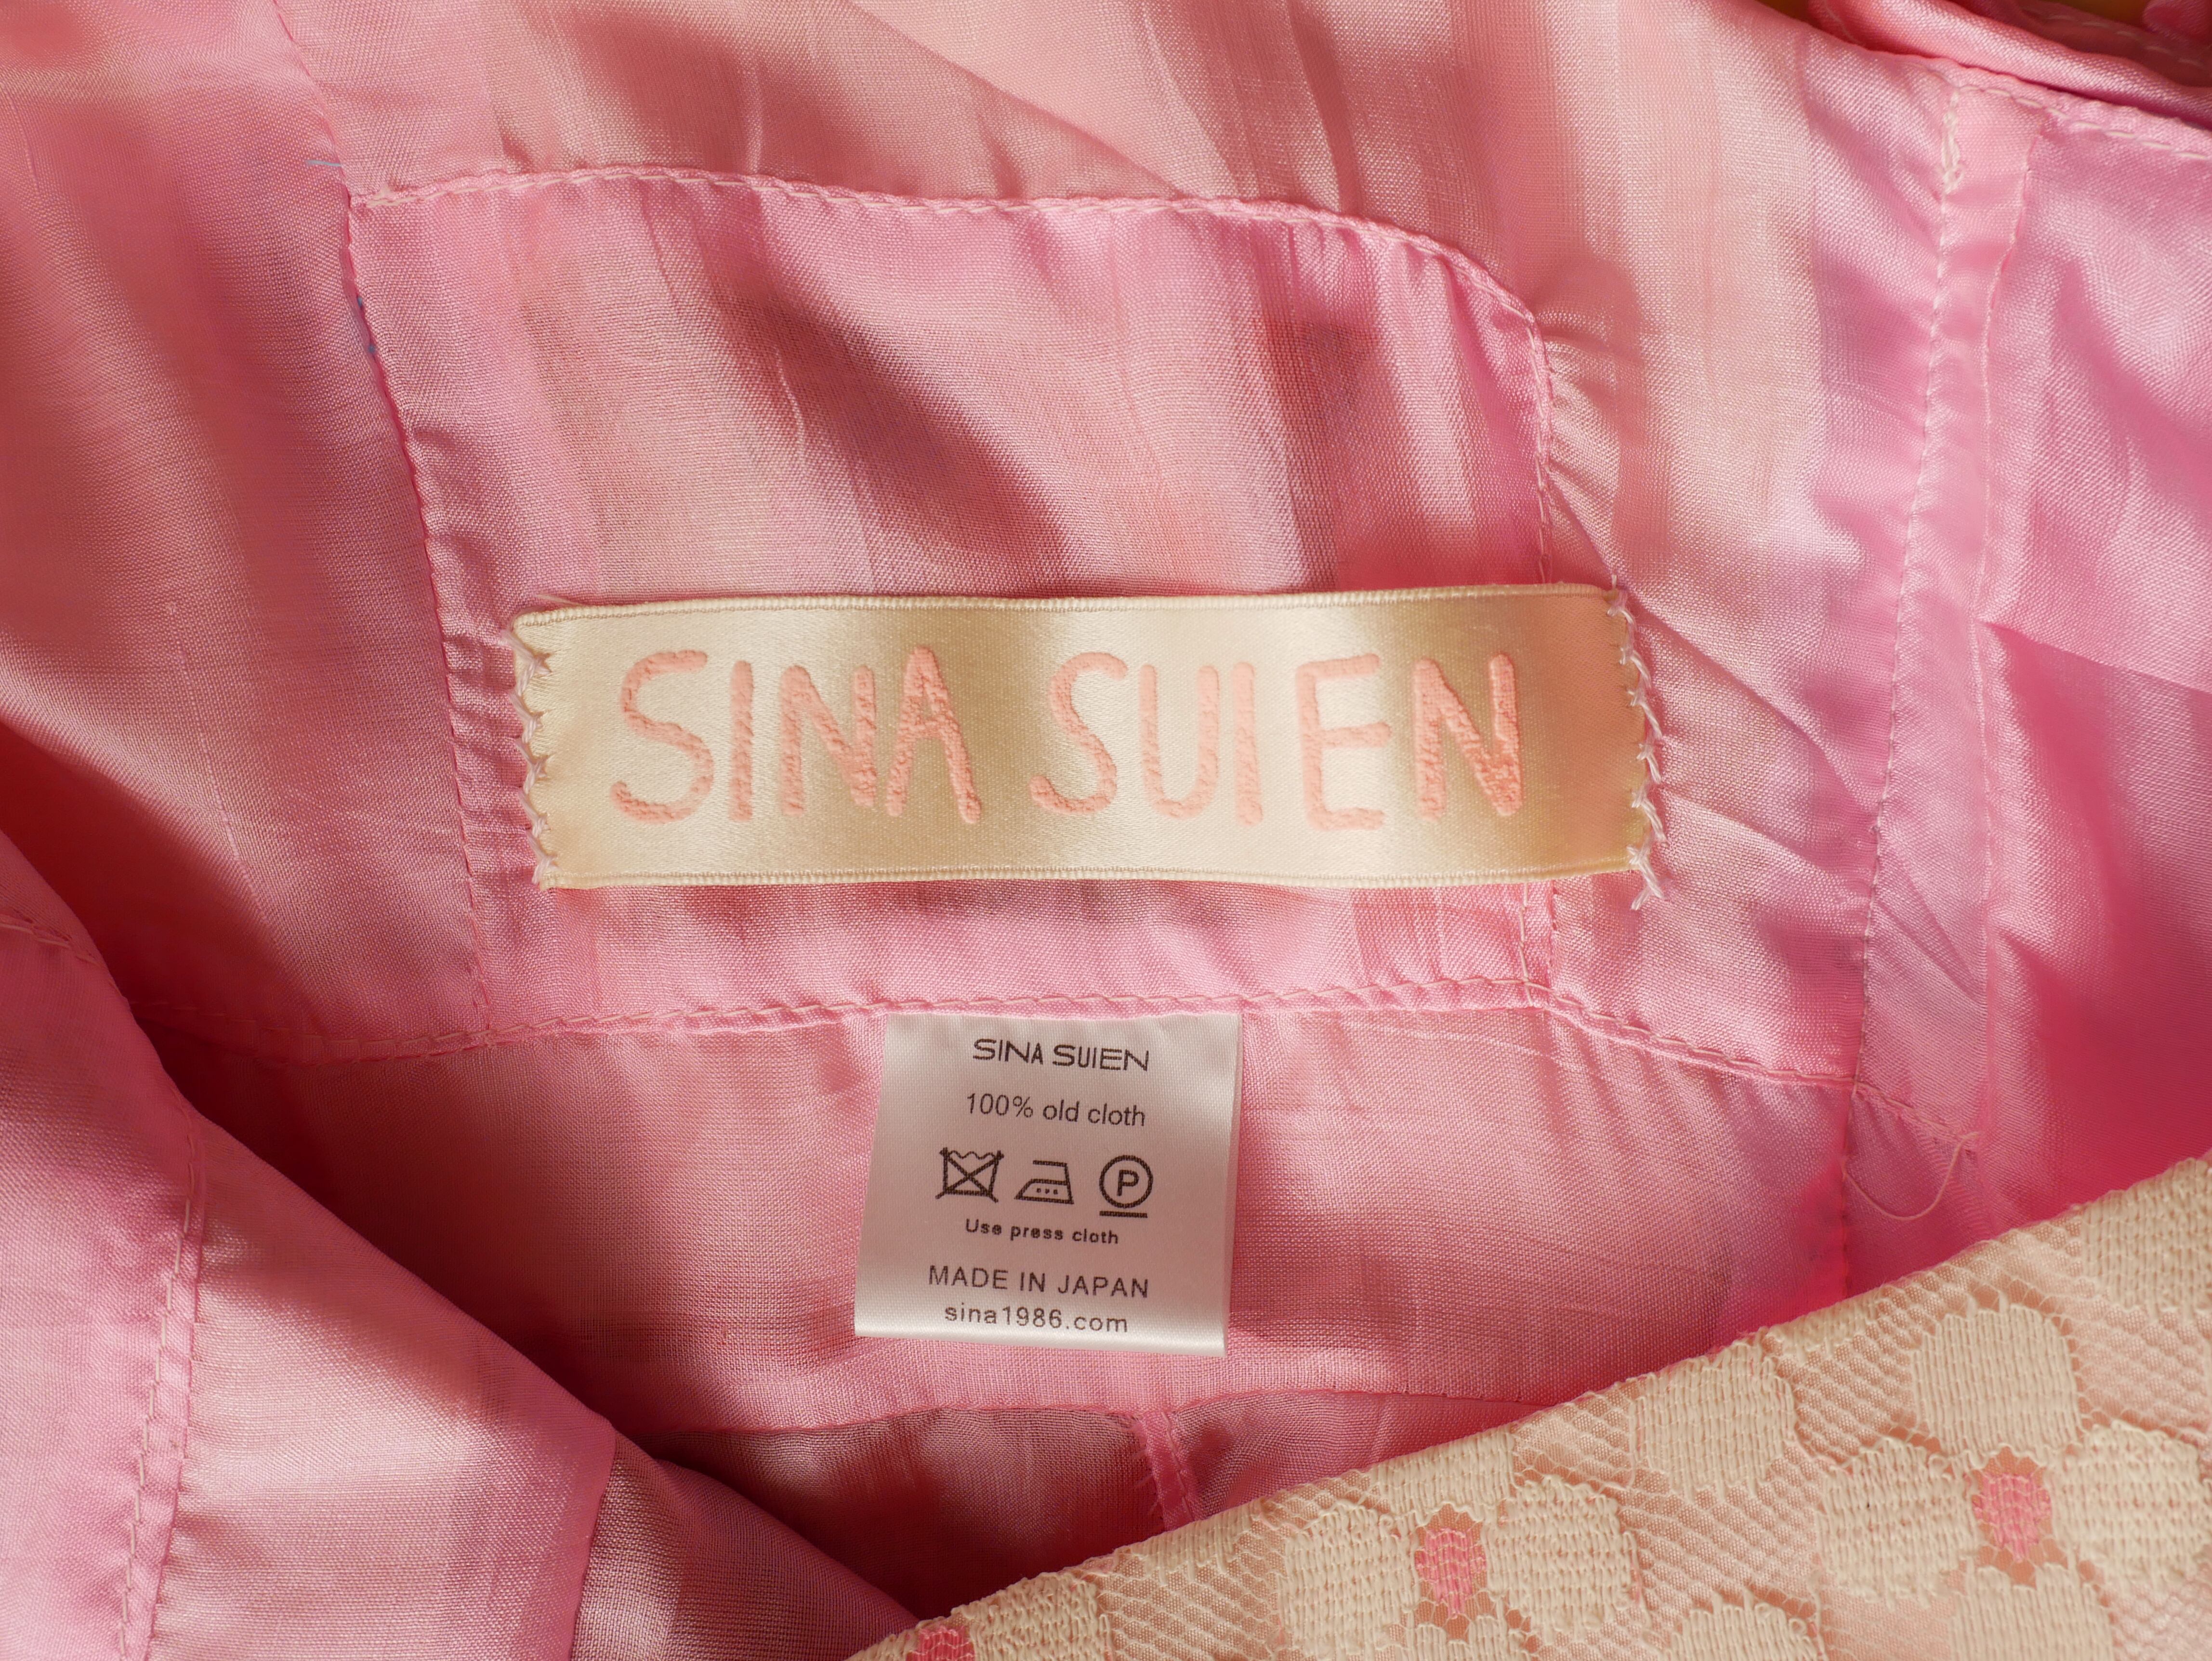 SINA SUIEN
SINA SUIEN
100% old cloth
P
Use press cloth
MADE IN JAPAN
sina1986.com